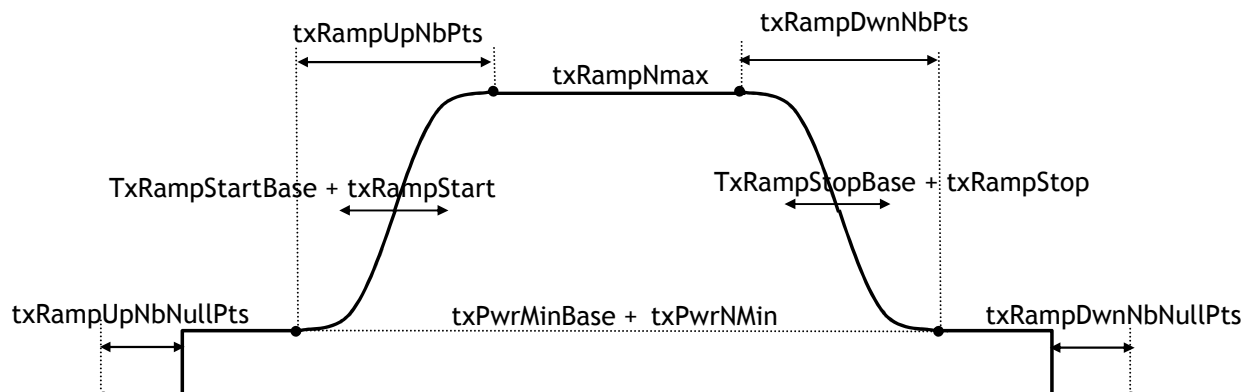 txRampUpNbPts
txRampDwnNbPts
txRampNmax
TxRampStartBase + txRampStart
TxRampStopBase + txRampStop
txRampUpNbNullPts
txPwrMinBase + txPwrNMin
txRampDwnNbNullPts